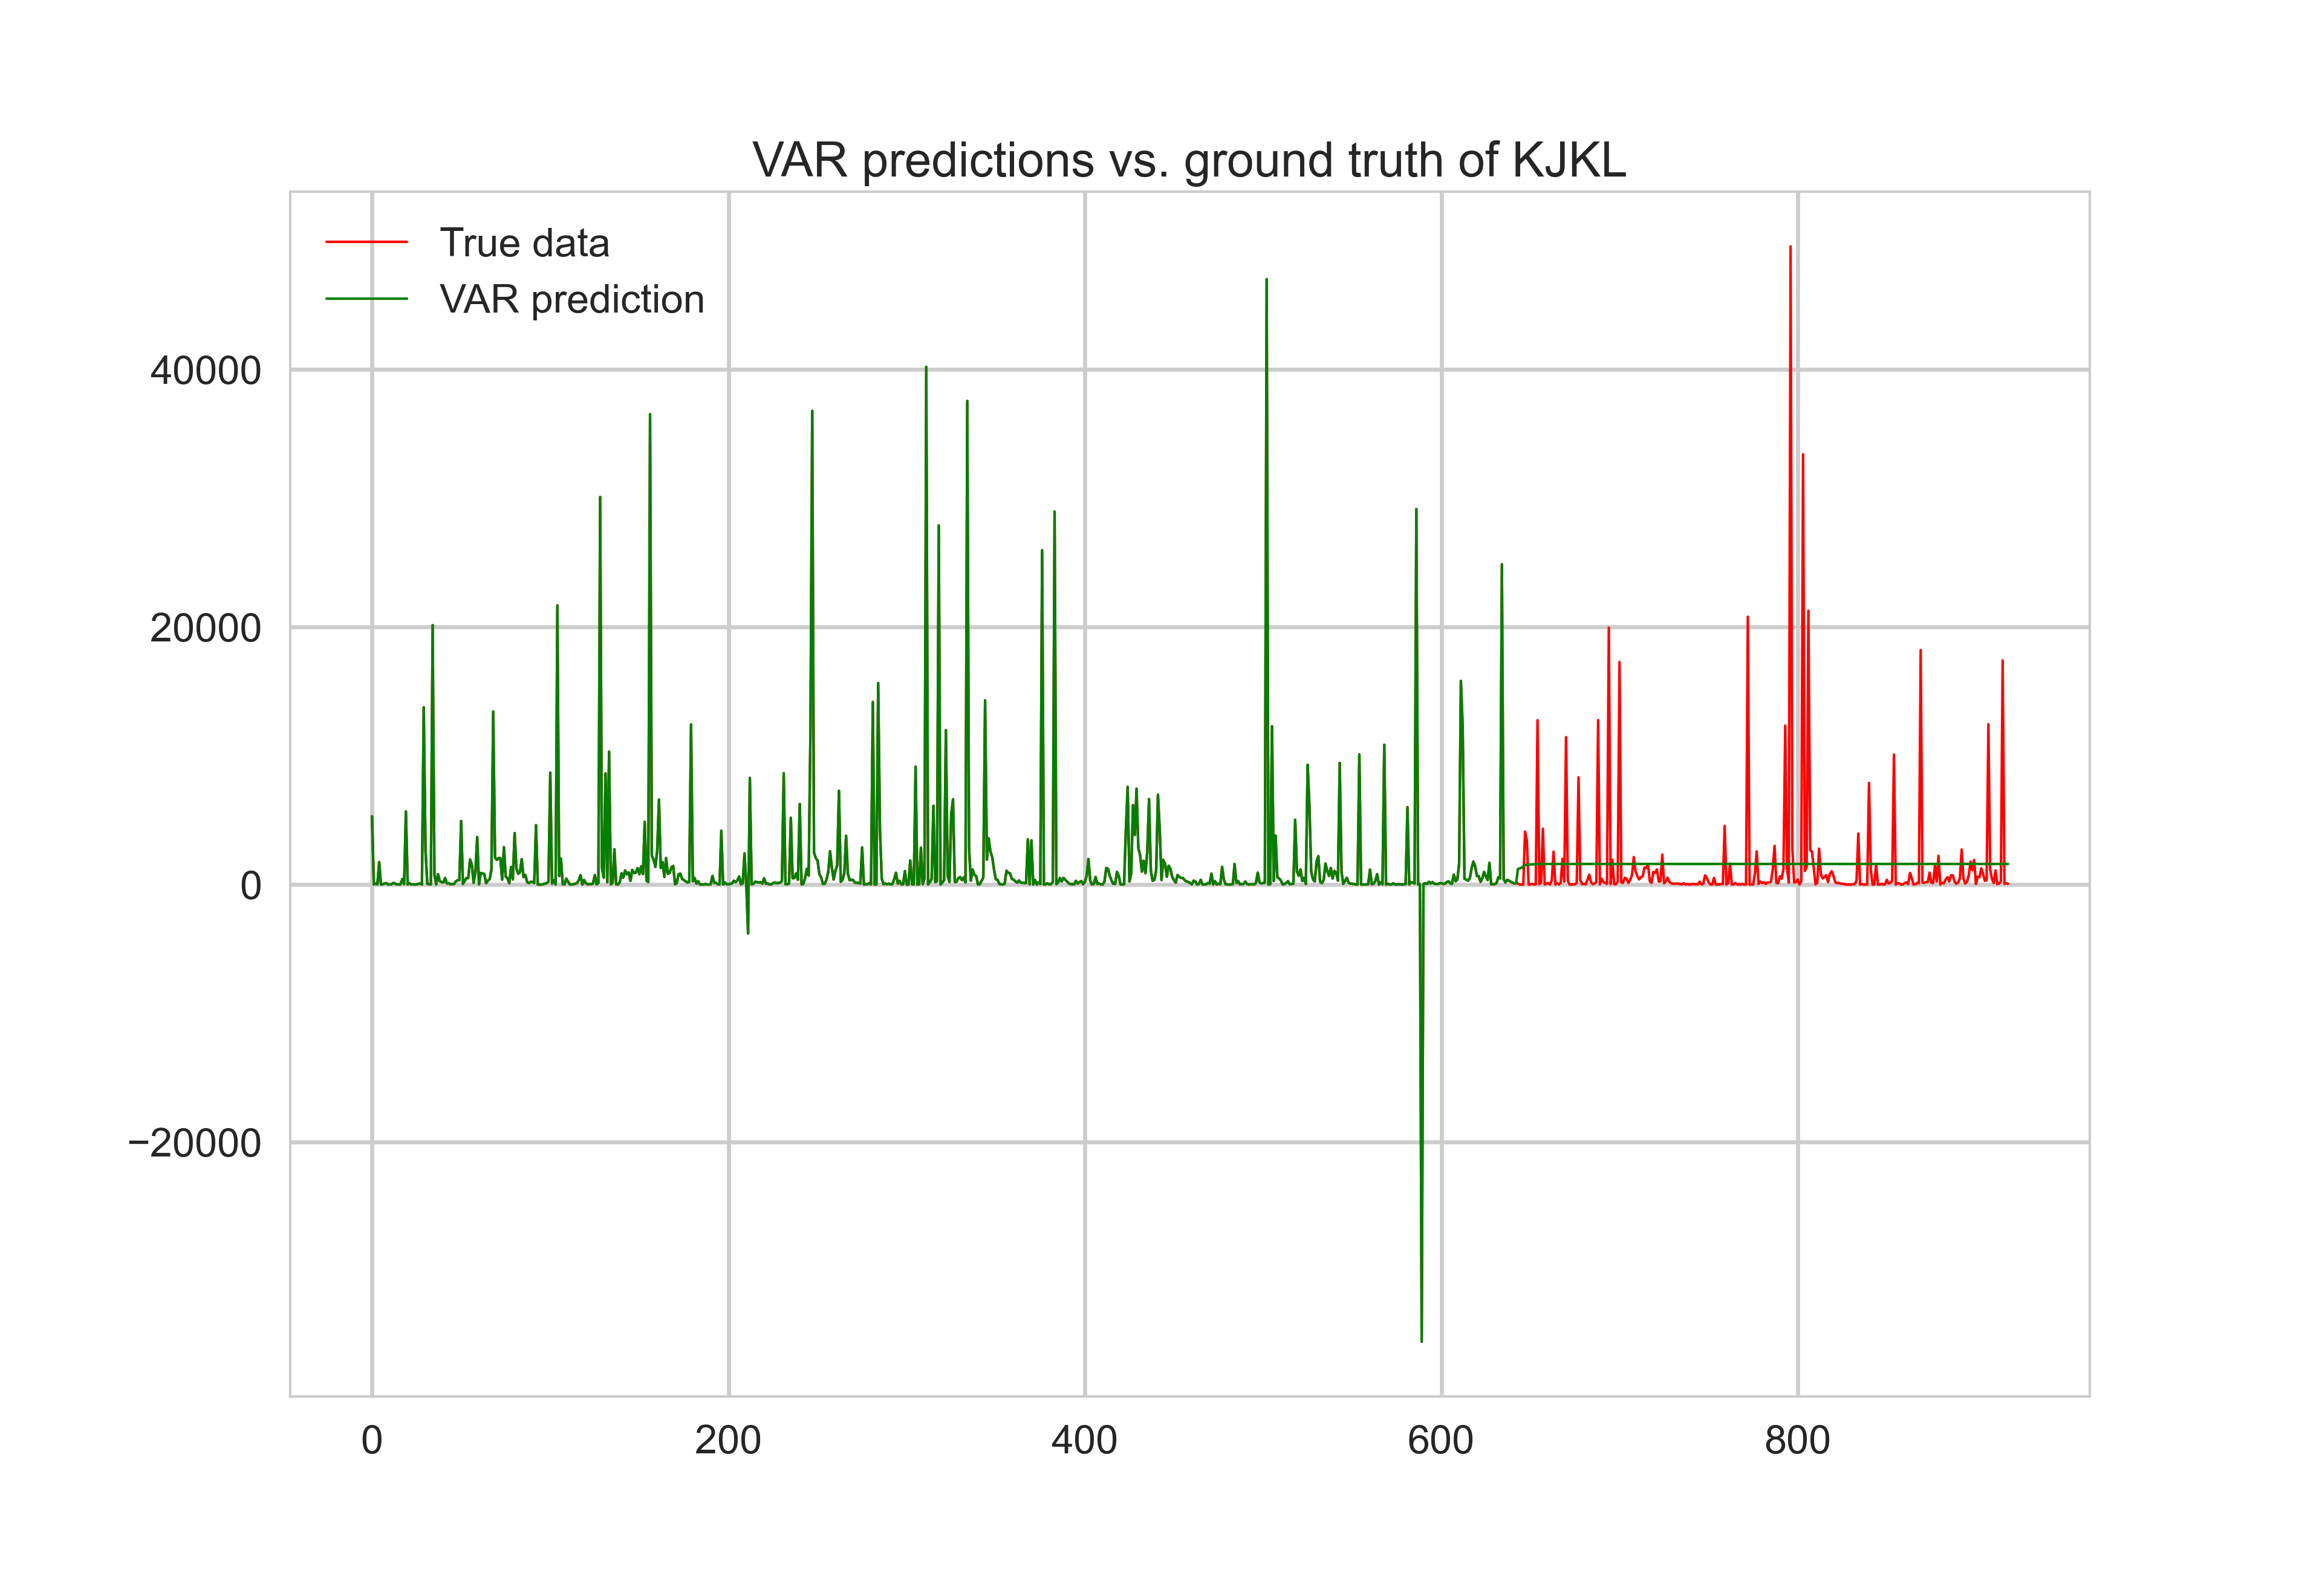 VAR predictions vs. ground truth of KJKL
True data
VAR prediction
40000
20000
0
−20000
0 200 400 600 800